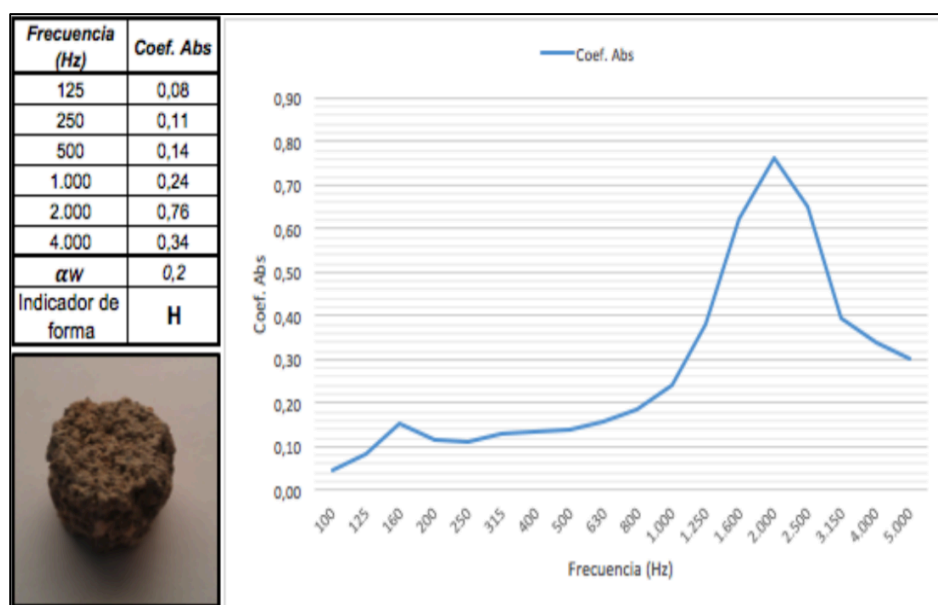 Frecuencia (Hz) Coef. Abs
125 0,08
250 0,11
500 0,14
1.000 0,24
2.000 0,76
4.000 0,34
αw 0,2
Indicador de forma H
Coef. Abs
0,90
0,80
0,70
0,60
0,50
0,40
0,30
0,20
0,10
0,00
Coef. Abs
100 125 160 200 250 315 400 500 630 800 1.000 1.250 1.600 2.000 2.500 3.150 4.000 5.000
Frecuencia (Hz)